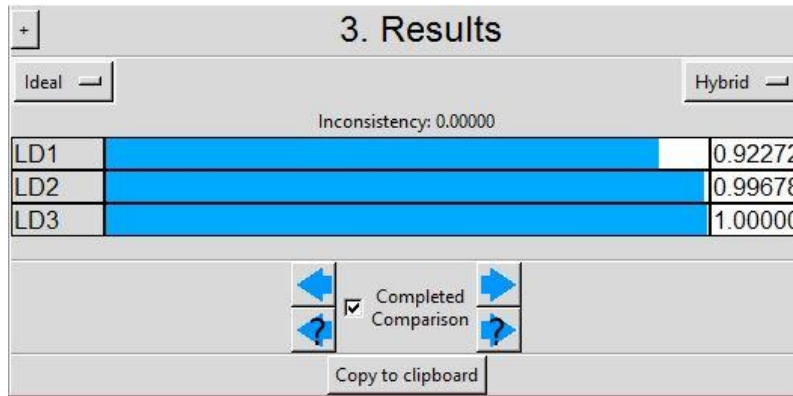 +
3. Results
Ideal
Hybrid
Inconsistency: 0.00000
LD1 0.92272
LD2 0.99678
LD3 1.00000
Completed
Comparison
?
?
Copy to clipboard